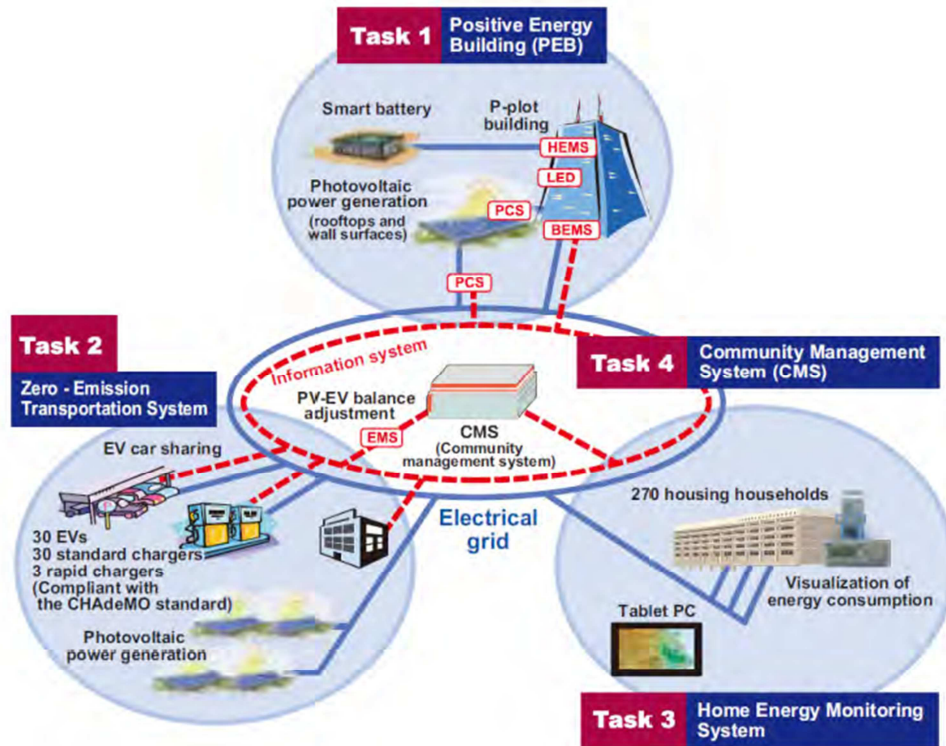 Task 1
Positive Energy
Building (PEB)
Smart battery
P-plot
building
HEMS
LED
Photovoltaic
power generation
(rooftops and
wall surfaces)
PCS
BEMS
PCS
Task 2
Zero - Emission
Transportation System
Information system
PV-EV balance
adjustment
EMS
CMS
(Community
management system)
Task 4
Community Management
System (CMS)
EV car sharing
30 EVs
30 standard chargers
3 rapid chargers
(Compliant with
the CHAdeMO standard)
Photovoltaic
power generation
Electrical
grid
270 housing households
Visualization of
energy consumption
Tablet PC
Task 3
Home Energy Monitoring
System